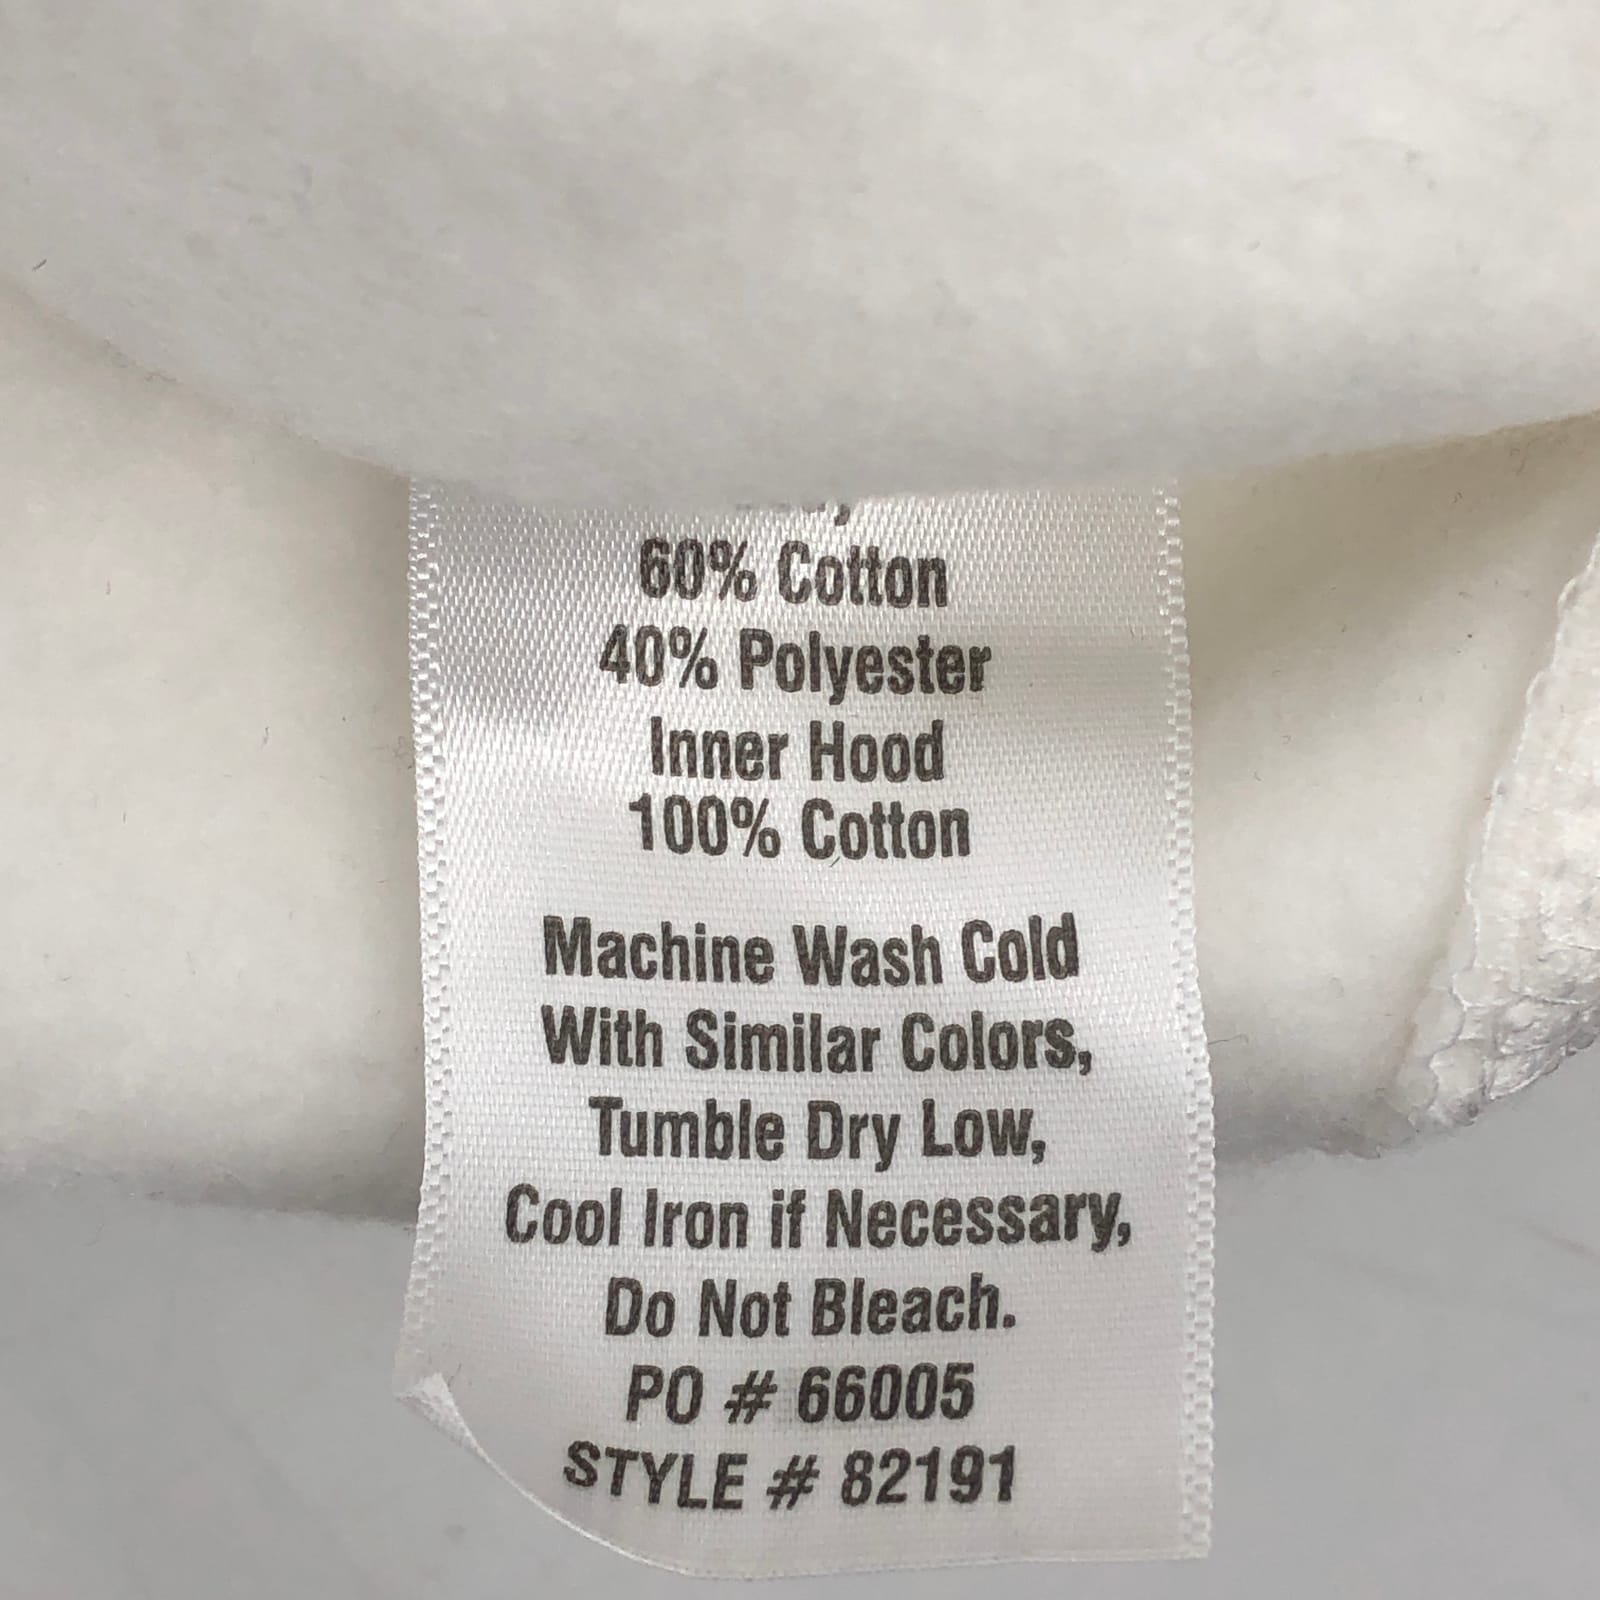 60% Cotton
40% Polyester
Inner Hood
100% Cotton
Machine Wash Cold
With Similar Colors,
Tumble Dry Low,
Cool Iron if Necessary,
Do Not Bleach.
PO # 66005
STYLE # 82191